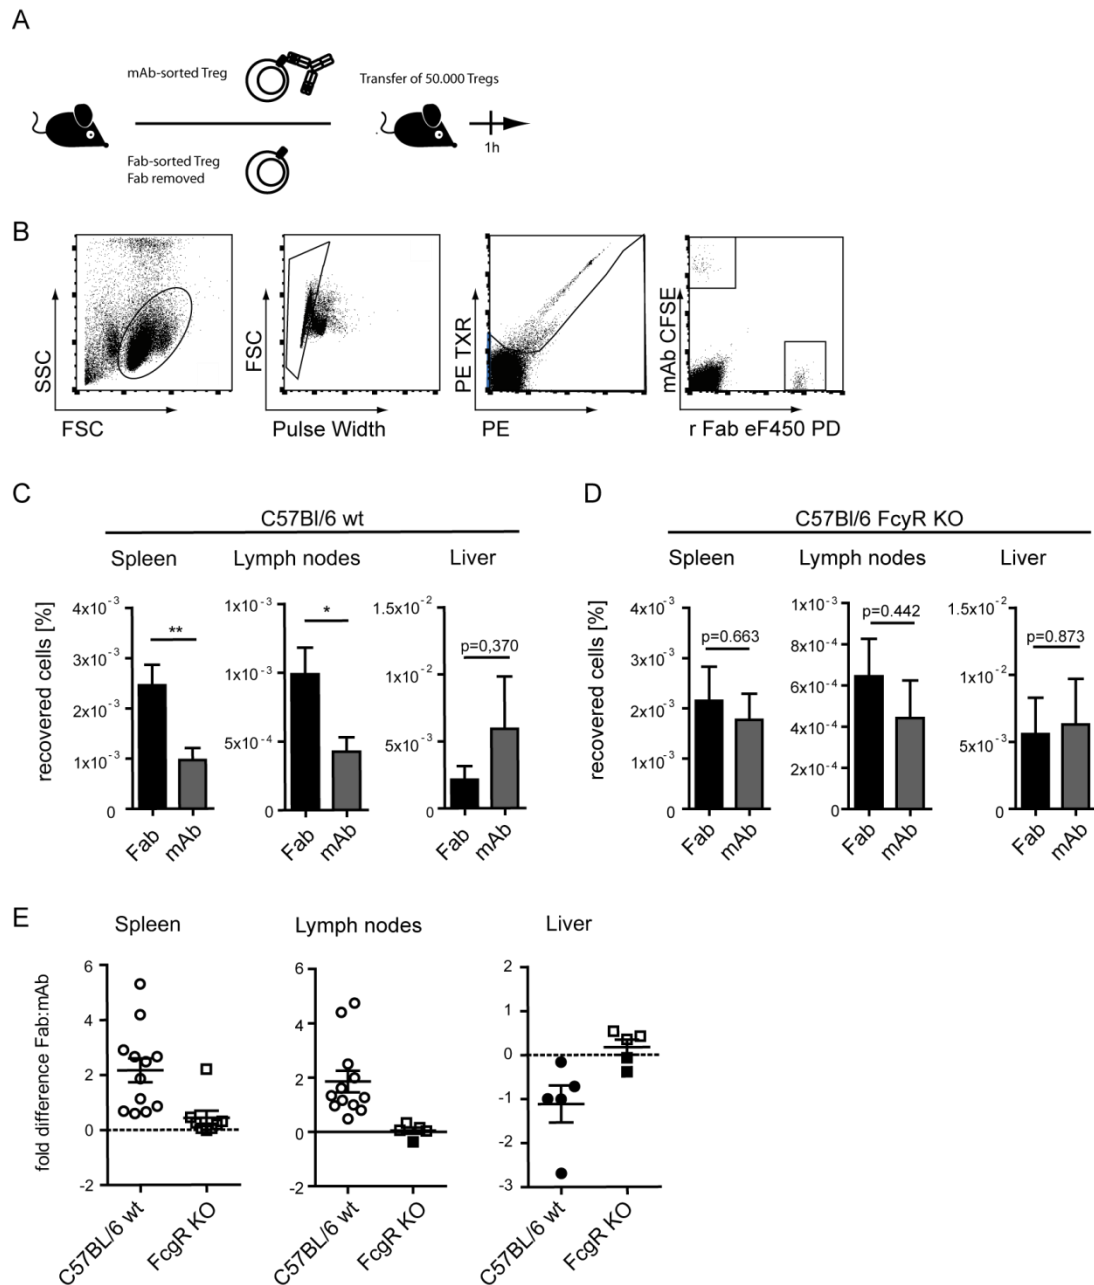 A
mAb-sorted Treg
Transfer of 50.000 Tregs
Fab-sorted Treg
Fab removed
1h
B
SSC
FSC
FSC
Pulse Width
PE TXR
PE
mAb CFSE
r Fab eF450 PD
C
C57Bl/6 wt
Spleen
Lymph nodes
Liver
recovered cells [%]
4x10-3
3x10-3
2x10-3
1x10-3
0
**
Fab
mAb
1x10-3
1x10-3
5x10-4
0
*
Fab
mAb
1.5x10-2
1x10-2
5x10-3
0
p=0,370
Fab
mAb
D
C57Bl/6 FcyR KO
Spleen
Lymph nodes
Liver
recovered cells [%]
4x10-3
3x10-3
2x10-3
1x10-3
0
p=0.663
Fab
mAb
1x10-3
8x10-4
6x10-4
4x10-4
2x10-4
0
p=0.442
Fab
mAb
1.5x10-2
1x10-2
5x10-3
0
p=0.873
Fab
mAb
E
Spleen
Lymph nodes
Liver
fold difference Fab:mAb
6
4
2
0
-2
C57BL/6 wt
FcgR KO
6
4
2
0
-2
C57BL/6 wt
FcgR KO
2
1
0
-1
-2
-3
C57BL/6 wt
FcgR KO